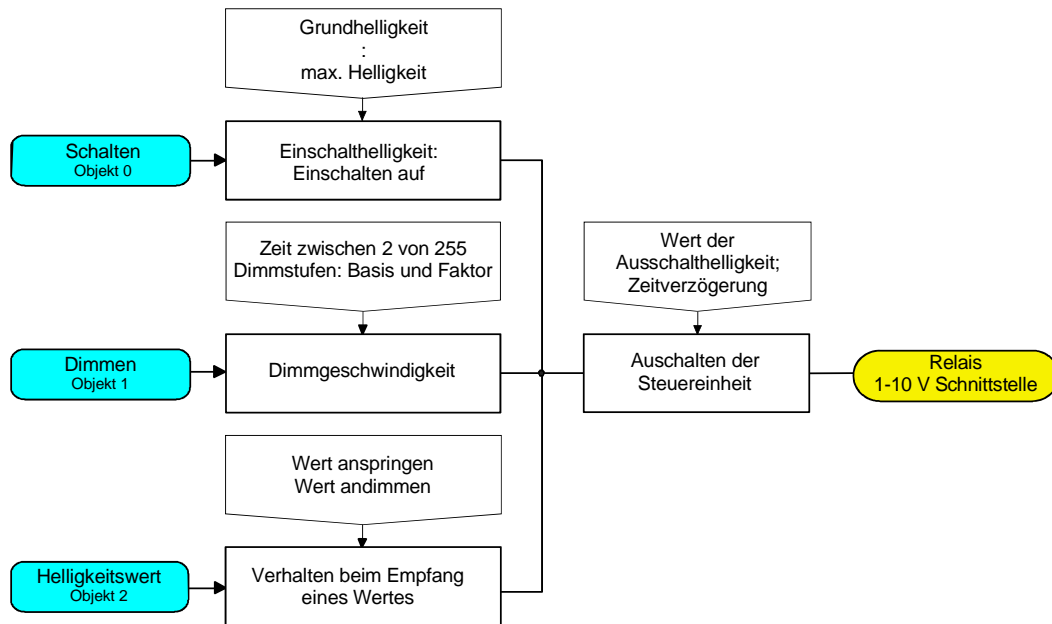 Grundhelligkeit
:
max. Helligkeit
Schalten
Objekt 0
Einschalthelligkeit:
Einschalten auf
Zeit zwischen 2 von 255
Dimmstufen: Basis und Faktor
Wert der
Ausschalthelligkeit;
Zeitverzögerung
Dimmen
Objekt 1
Dimmgeschwindigkeit
Auschalten der
Steuereinheit
Relais
1-10 V Schnittstelle
Wert anspringen
Wert andimmen
Helligkeitswert
Objekt 2
Verhalten beim Empfang
eines Wertes